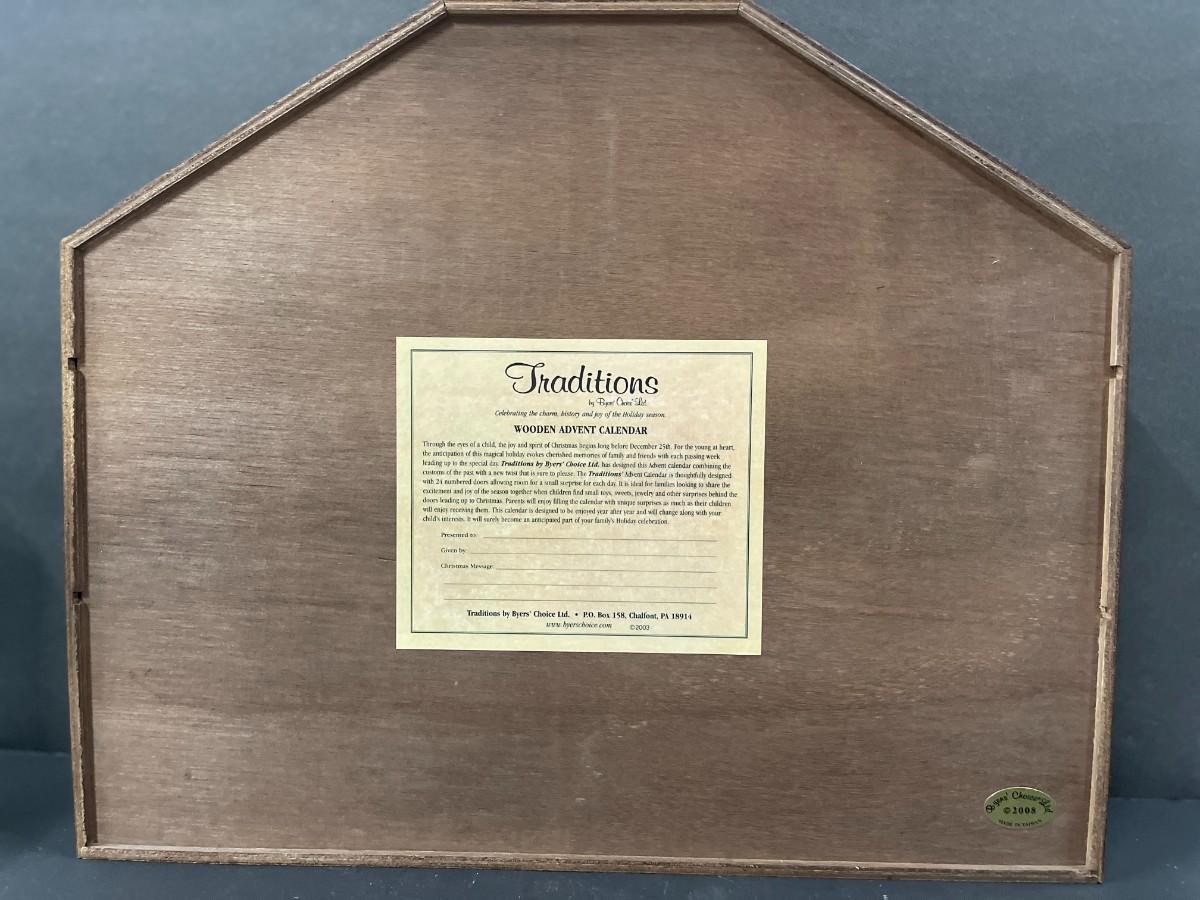 Traditions
by Byers' Choice Ltd.
Celebrating the charm, history and joy of the Holiday season.
WOODEN ADVENT CALENDAR
Through the eyes of a child, the joy and spirit of Christmas begins long before December 25th. For the young at heart,
the anticipation of this magical holiday evokes cherished memories of family and friends with each passing week
leading up to the special day. Traditions by Byers' Choice Ltd. has designed this Advent calendar combining the
customs of the past with a new twist that is sure to please. The Traditions' Advent Calendar is thoughtfully designed
with 24 numbered doors allowing room for a small surprise for each day. It is ideal for families looking to share the
excitement and joy of the season together when children find small toys, sweets, jewelry and other surprises behind the
doors leading up to Christmas. Parents will enjoy filling the calendar with unique surprises as much as their children
will enjoy receiving them. This calendar is designed to be enjoyed year after year and will change along with your
child's interests. It will surely become an anticipated part of your family's Holiday celebration.
Presented to:
Given by:
Christmas Message:
Traditions by Byers' Choice Ltd. • P.O. Box 158, Chalfont, PA 18914
www.byerschoice.com ©2003
Byers' Choice Ltd
©2008
MADE IN TAIWAN